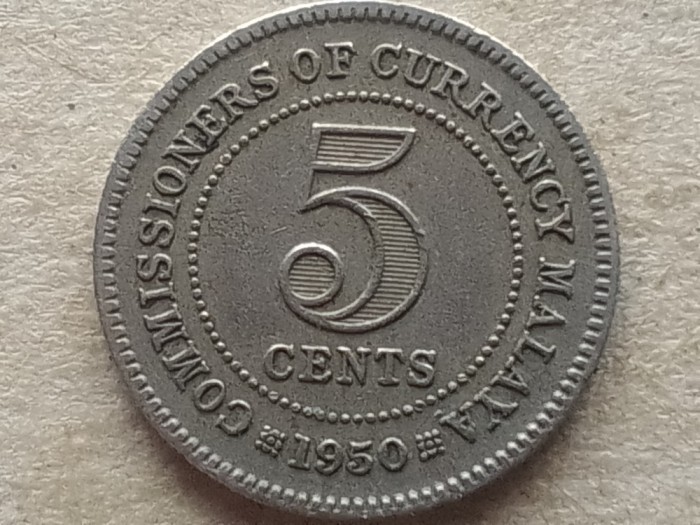 COMMISSIONERS OF CURRENCY MALAYA
5
CENTS
1950